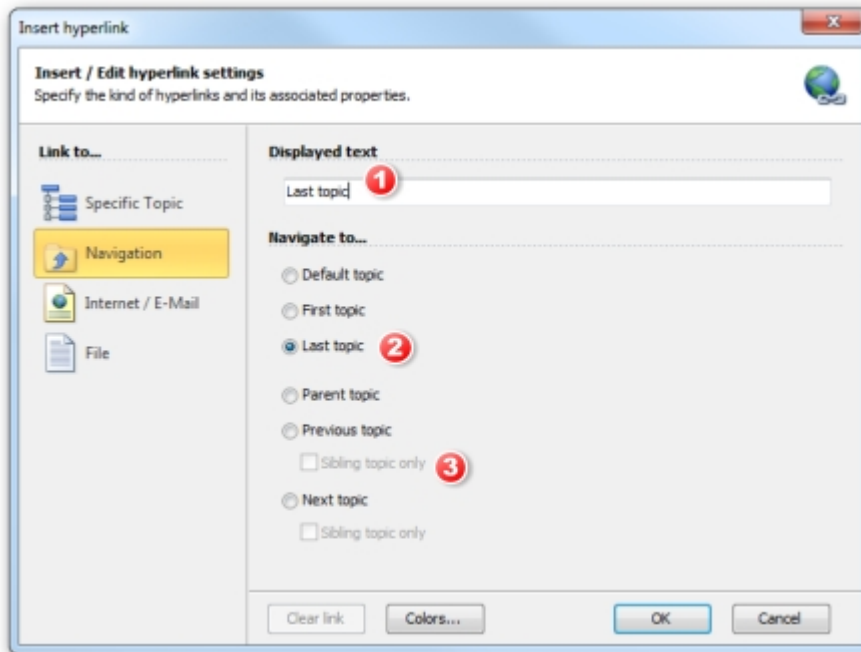 Insert hyperlink
Insert / Edit hyperlink settings
Specify the kind of hyperlinks and its associated properties.
Link to...
Specific Topic
Navigation
Internet / E-Mail
File
Displayed text
Last topic
1
Navigate to...
Default topic
First topic
Last topic
2
Parent topic
Previous topic
Sibling topic only
3
Next topic
Sibling topic only
Clear link
Colors...
OK
Cancel